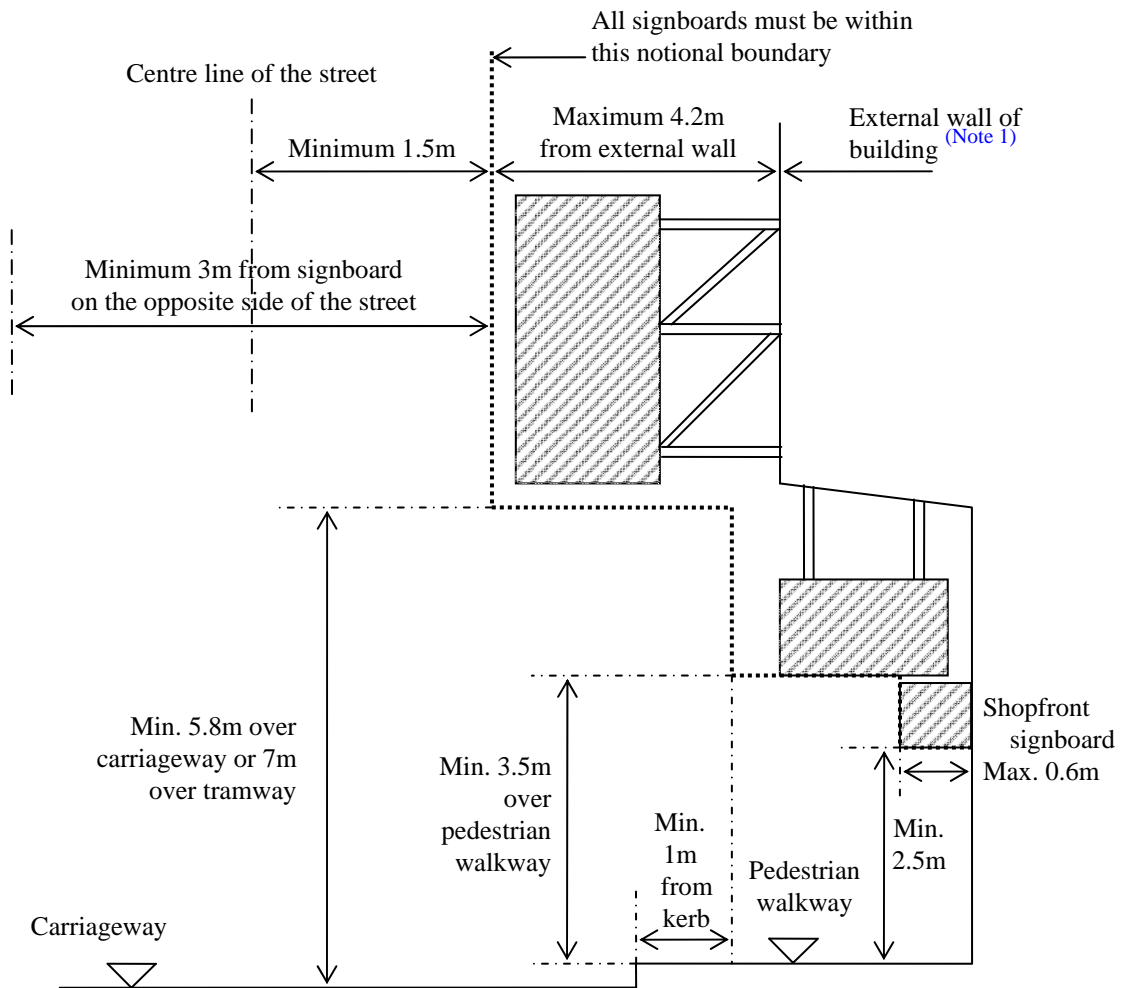 All signboards must be within
this notional boundary
Centre line of the street
Maximum 4.2m
from external wall
External wall of
building (Note 1)
Minimum 1.5m
Minimum 3m from signboard
on the opposite side of the street
Min. 5.8m over
carriageway or 7m
over tramway
Min. 3.5m
over
pedestrian
walkway
Min.
1m
from
kerb
Pedestrian
walkway
Min.
2.5m
Shopfront
signboard
Max. 0.6m
Carriageway